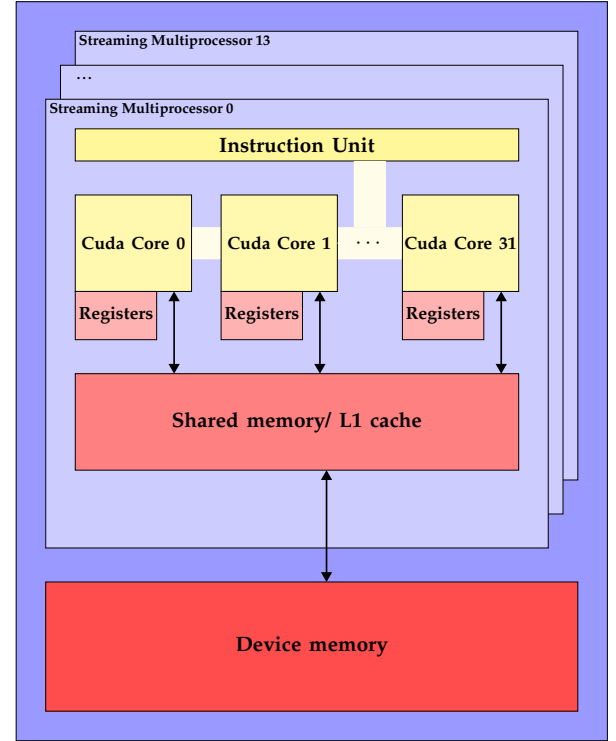 Streaming Multiprocessor 13
...
Streaming Multiprocessor 0
Instruction Unit
Cuda Core 0
Cuda Core 1
...
Cuda Core 31
Registers
Registers
Registers
Shared memory/ L1 cache
Device memory